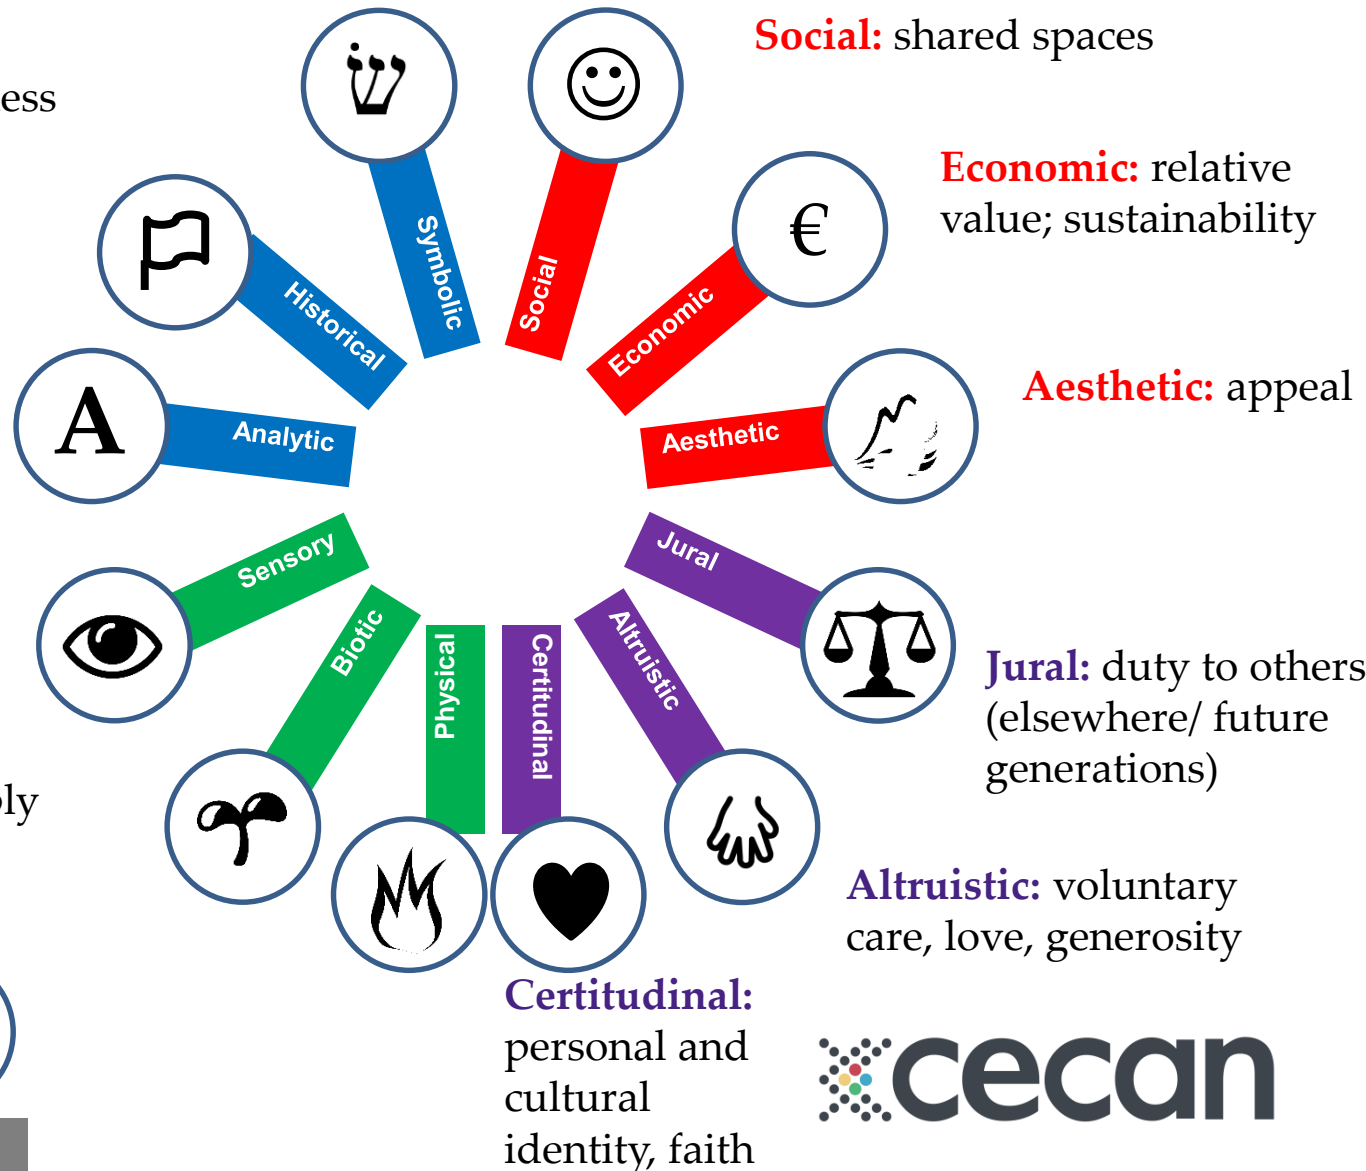 Social: shared spaces
ess
ש
Economic: relative
value; sustainability
€
Symbolic
Social
Historical
Economic
Aesthetic: appeal
A
Analytic
Aesthetic
Sensory
Jural
Biotic
Physical
Certitudinal
Altruistic
Jural: duty to others
(elsewhere/ future
generations)
ly
Altruistic: voluntary
care, love, generosity
Certitudinal:
personal and
cultural
identity, faith
cecan